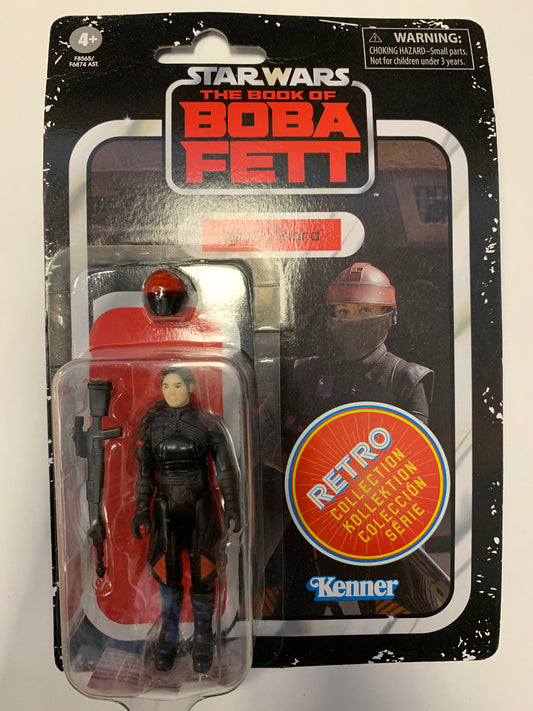 4+
F8565/
F6874 AST.
WARNING:
CHOKING HAZARD–Small parts.
Not for children under 3 years.
STAR WARS
THE BOOK OF
BOBA
FETT
™
RETRO
COLLECTION
KOLLEKTION
COLECCIÓN
SÉRIE
Kenner